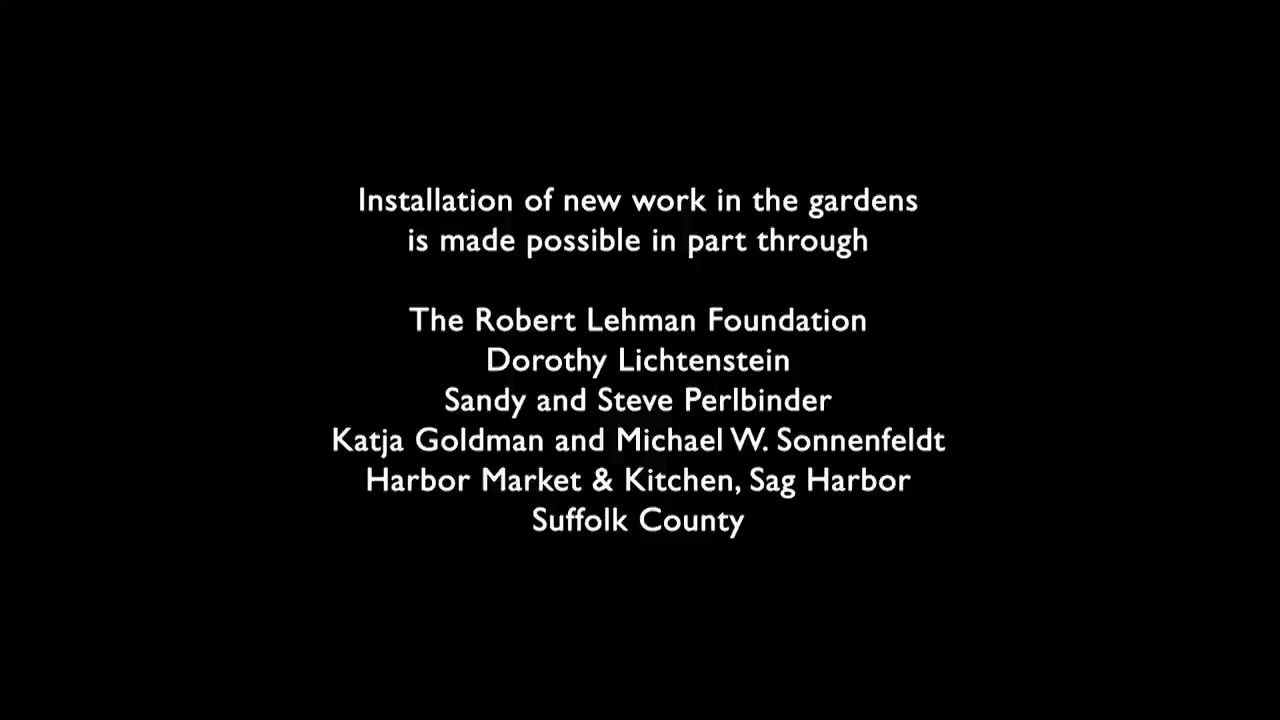 Installation of new work in the gardens
is made possible in part through
The Robert Lehman Foundation
Dorothy Lichtenstein
Sandy and Steve Perlbinder
Katja Goldman and Michael W. Sonnenfeldt
Harbor Market & Kitchen, Sag Harbor
Suffolk County